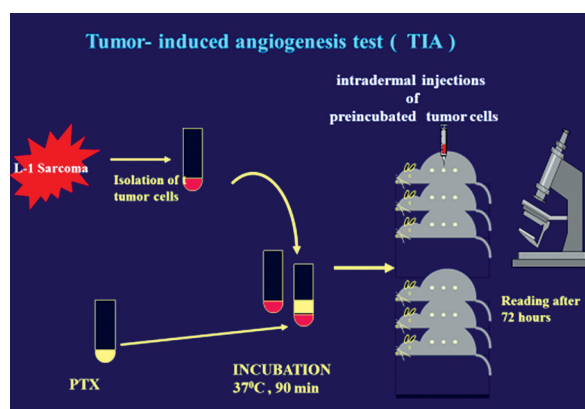 Tumor- induced angiogenesis test ( TIA )
intradermal injections
of
preincubated tumor cells
L-1 Sarcoma
Isolation of t
tumor cells
Reading after
72 hours
PTX
INCUBATION
37⁰C , 90 min